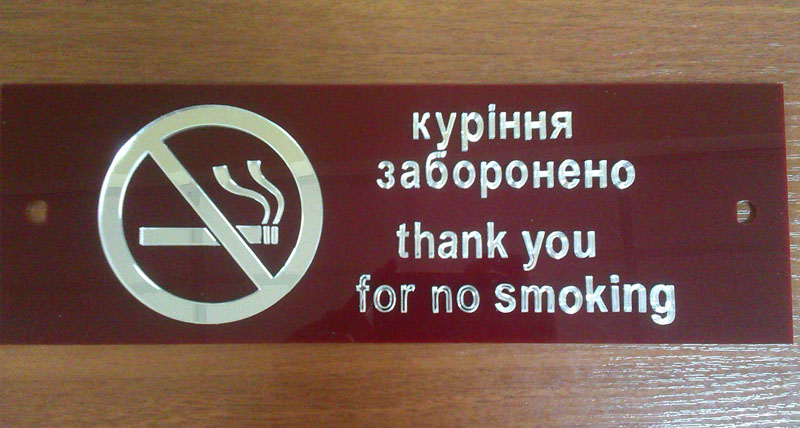 куріння
заборонено
thank you
for no smoking